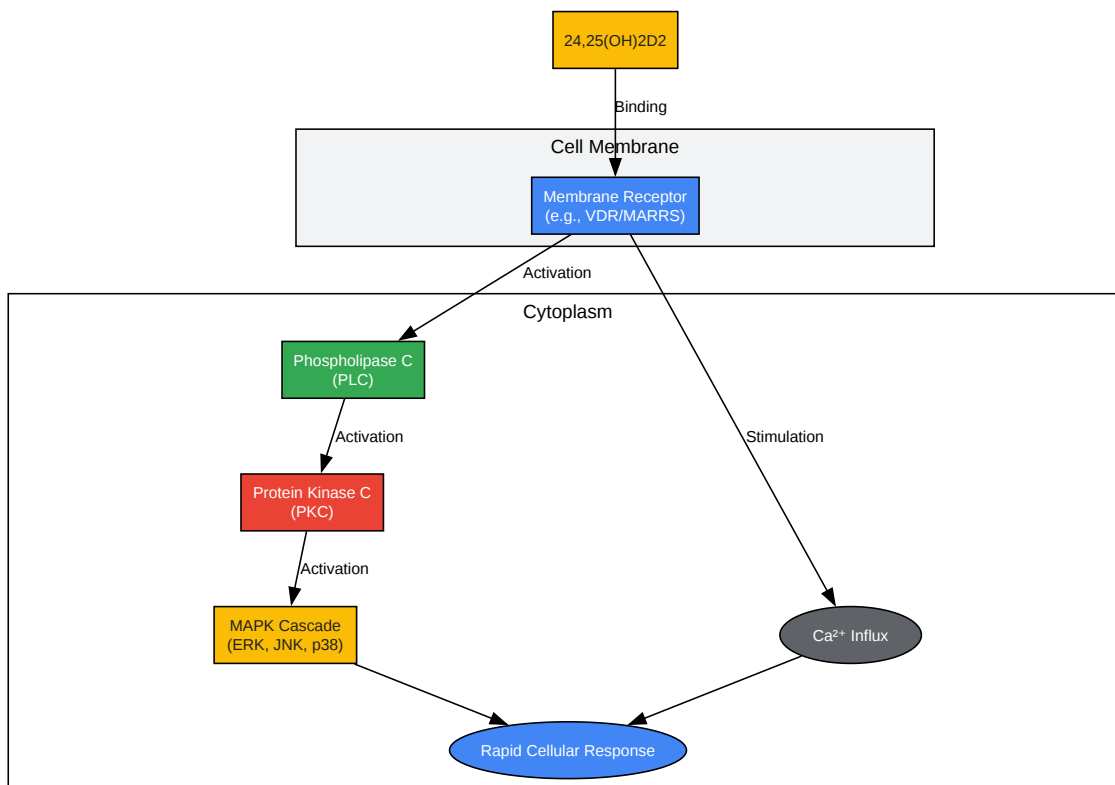 24,25(OH)2D2
Binding
Cell Membrane
Membrane Receptor
(e.g., VDR/MARRS)
Activation
Cytoplasm
Phospholipase C
(PLC)
Activation
Stimulation
Protein Kinase C
(PKC)
Activation
MAPK Cascade
(ERK, JNK, p38)
Ca²⁺ Influx
Rapid Cellular Response